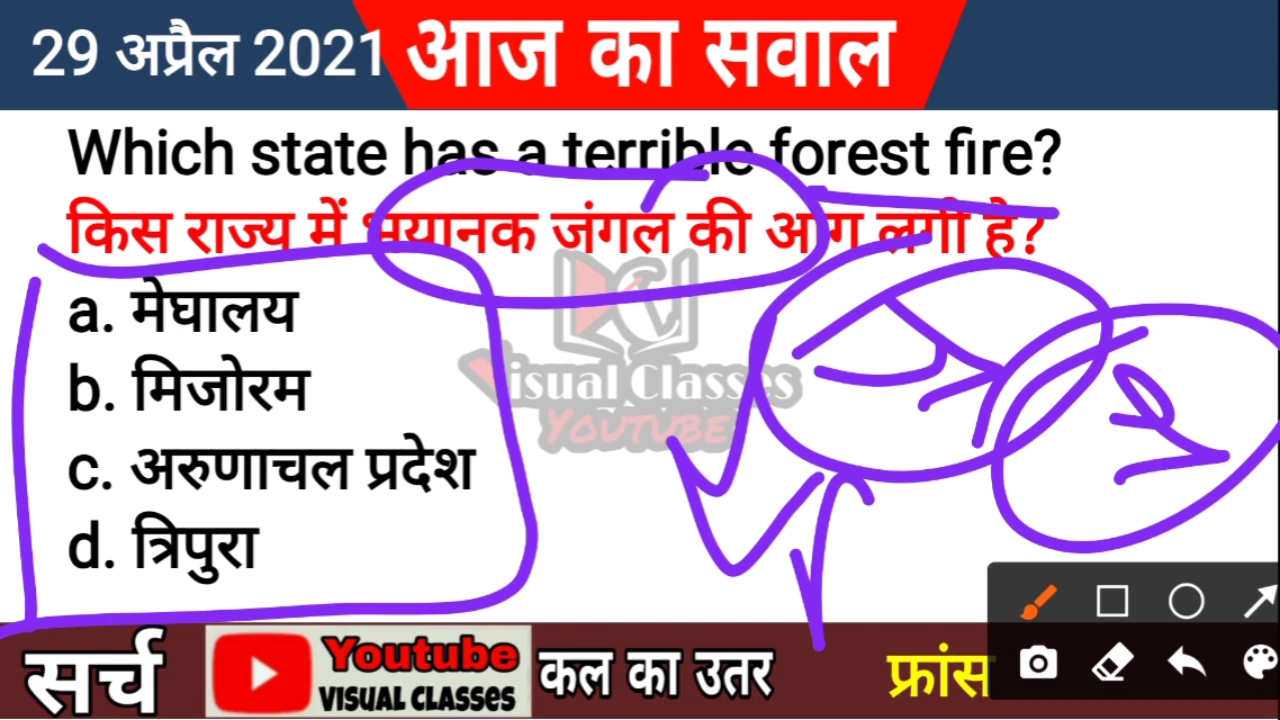 29 अप्रैल 2021 आज का सवाल
Which state has a terrible forest fire?
किस राज्य में भयानक जंगल की आग लगी हे?
a. मेघालय
b. मिजोरम
c. अरुणाचल प्रदेश
d. त्रिपुरा
Visual Classes
YOUTUBE
सर्च Youtube VISUAL CLASSES कल का उतर फ्रांस